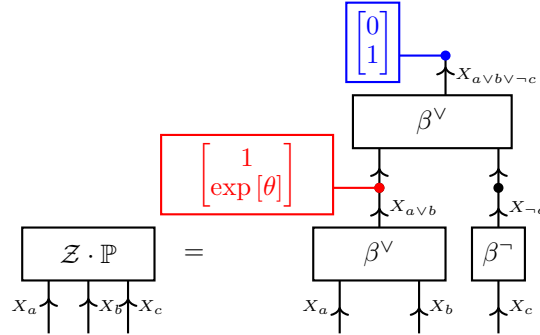 [0
1]
X_{a∨b∨¬c}
β^∨
[1
exp [θ]]
X_{a∨b}
X_{¬c}
𝒵 · ℙ
=
β^∨
β^¬
X_a
X_b
X_c
X_a
X_b
X_c